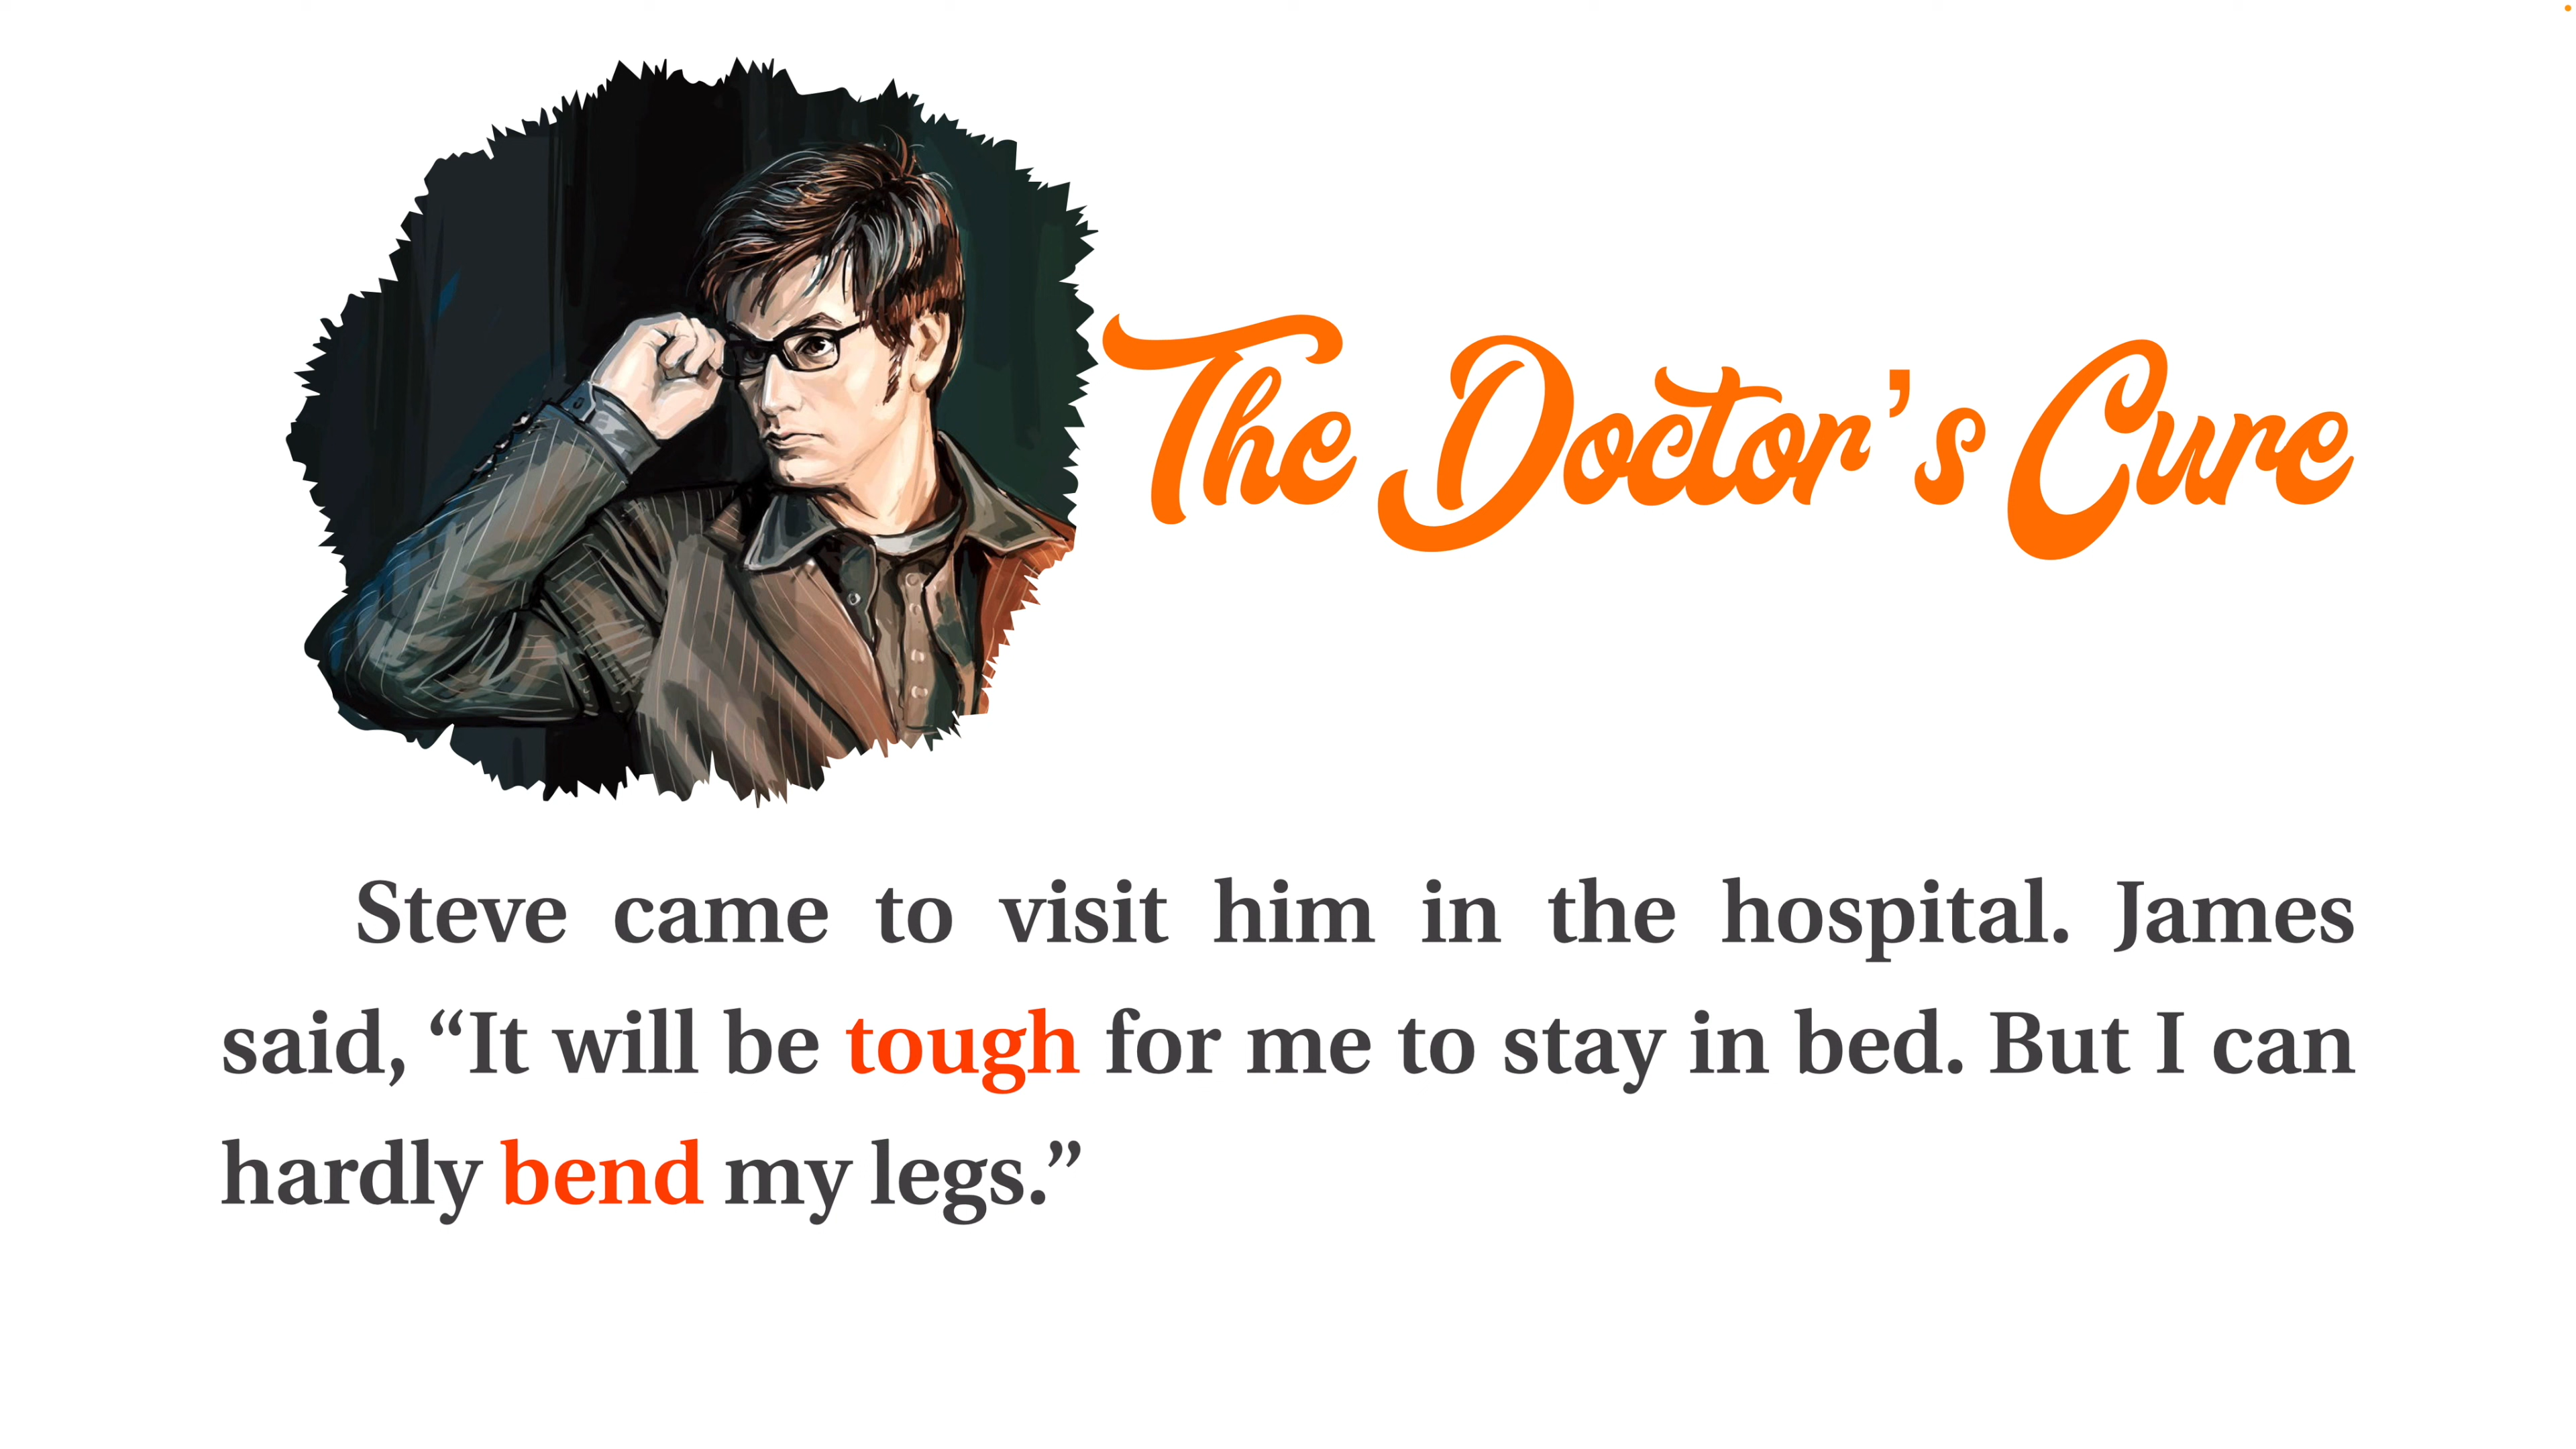 The Doctor’s Cure
Steve came to visit him in the hospital. James
said, “It will be tough for me to stay in bed. But I can
hardly bend my legs.”